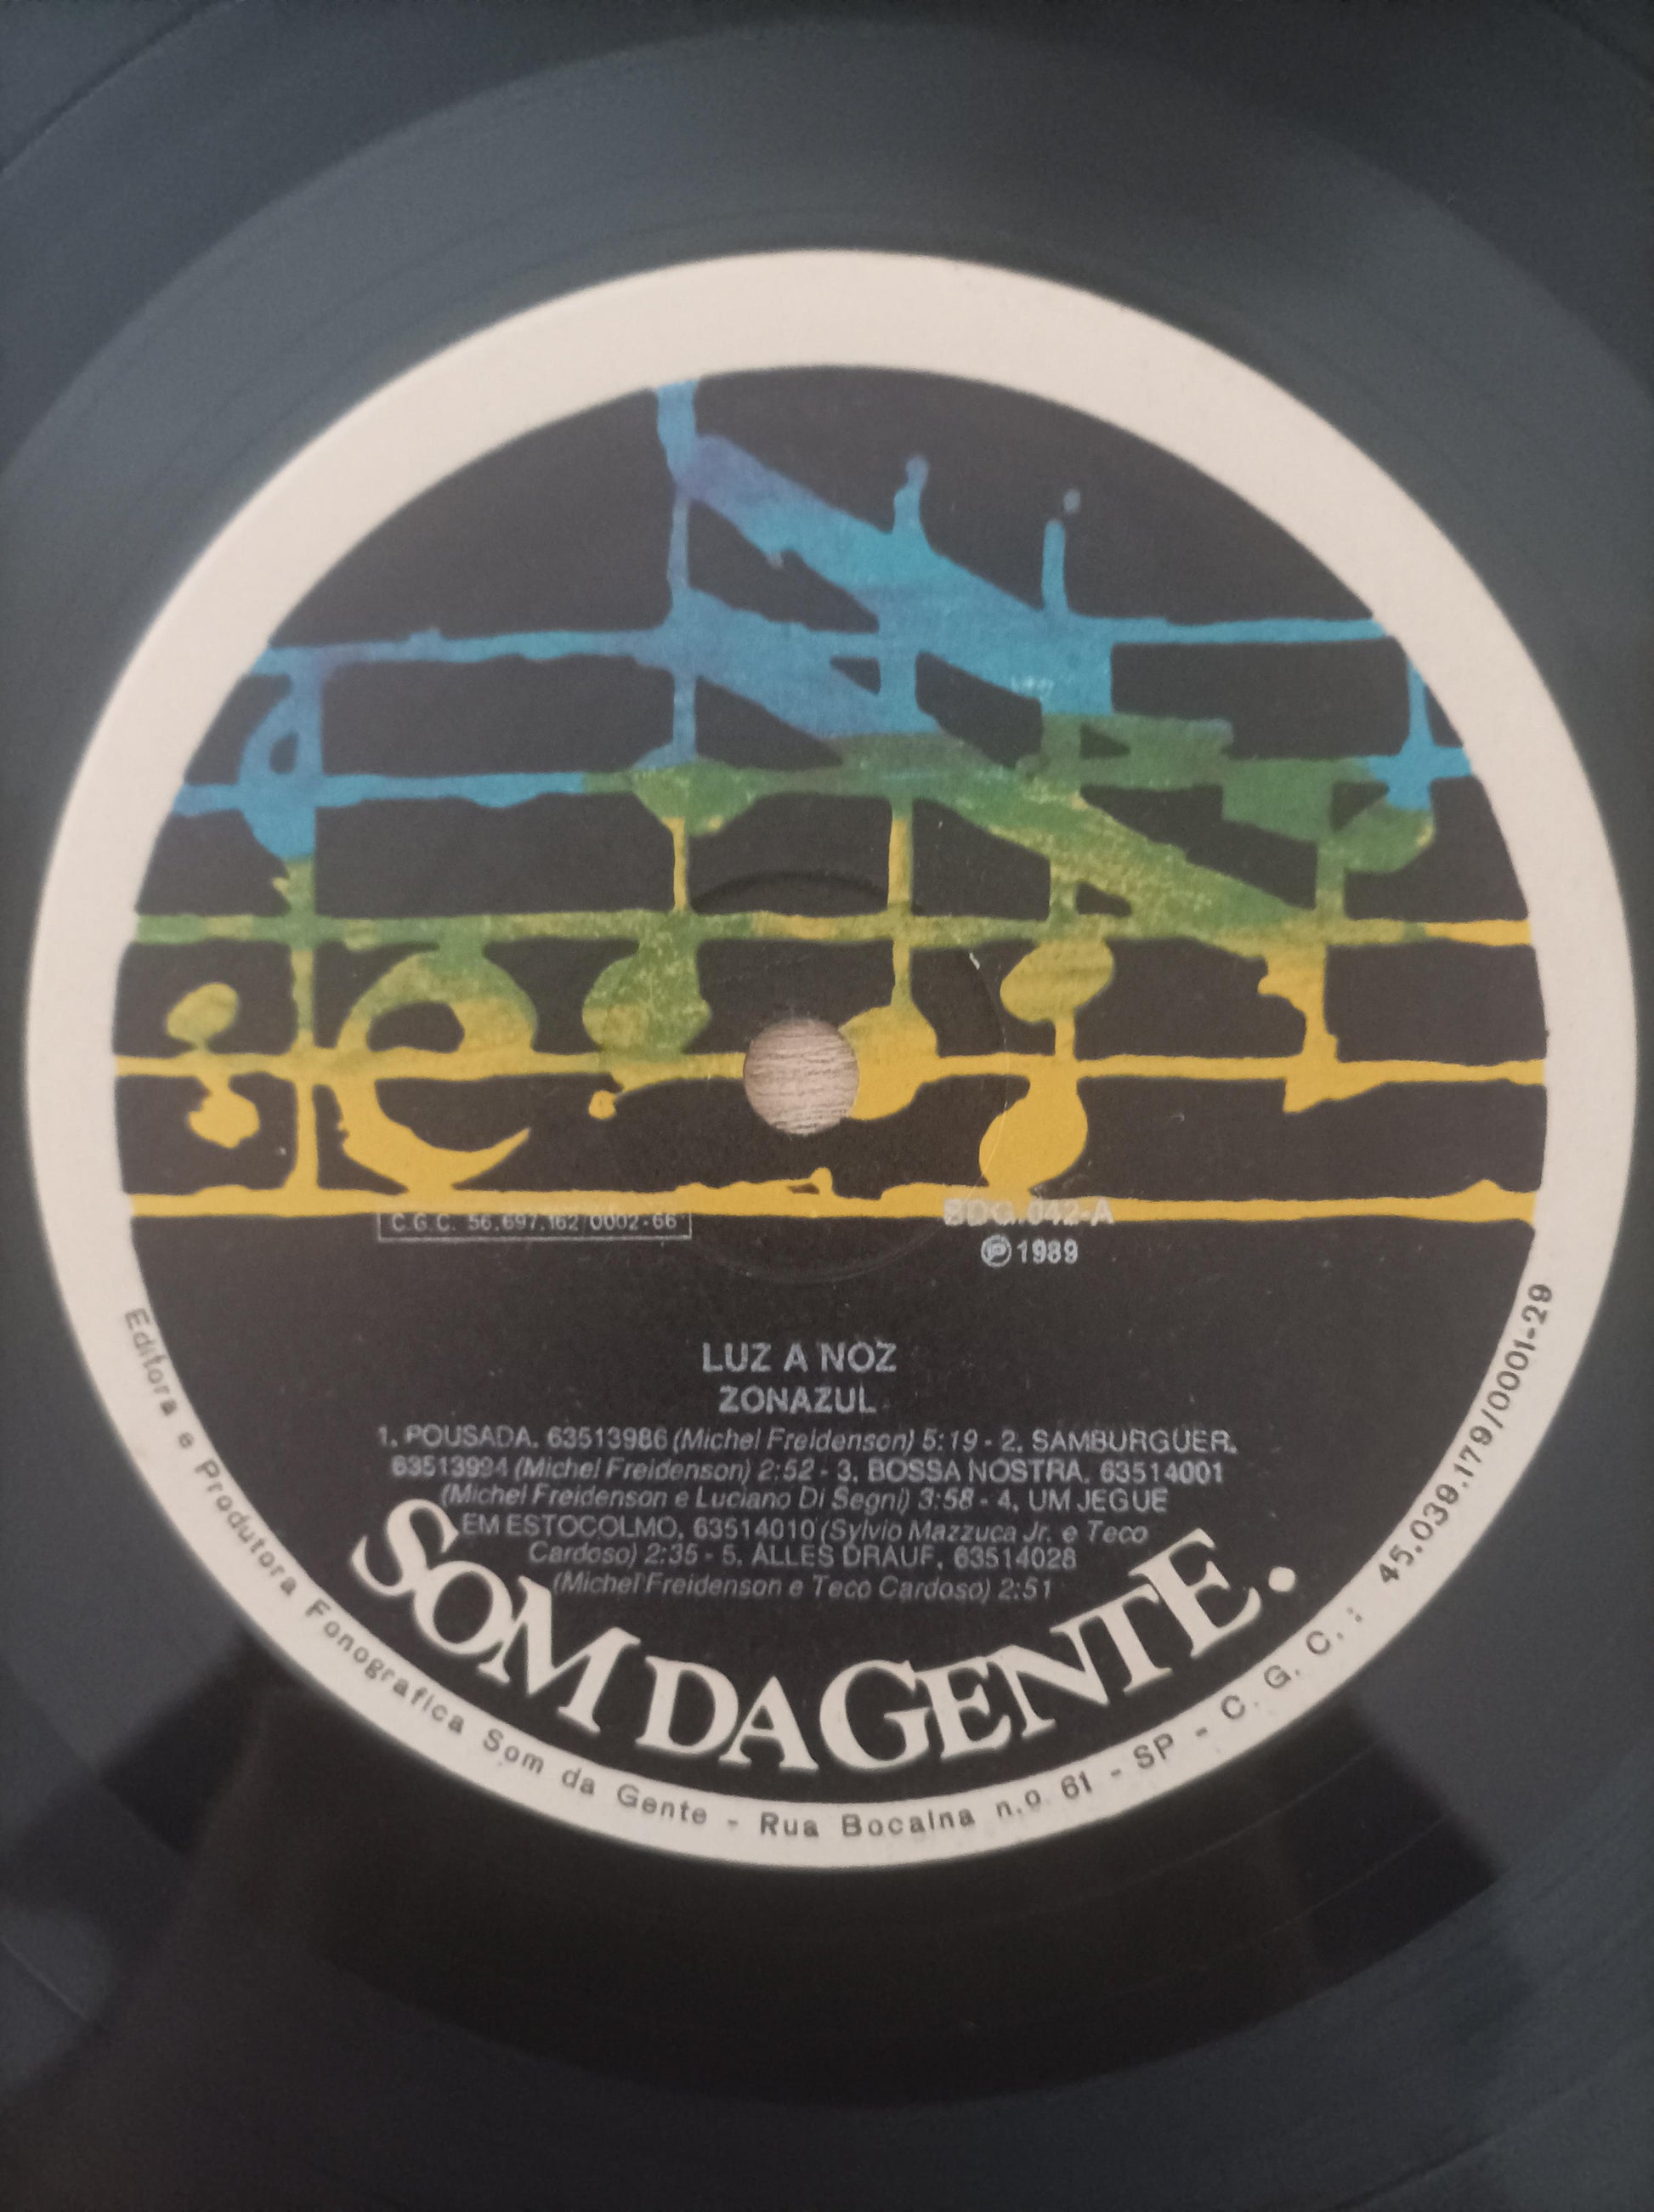 C.G.C. 56.697.162/0002-66
SDG.042-A
Ⓟ1989
LUZ A NOZ
ZONAZUL
1. POUSADA. 63513986 (Michel Freidenson) 5:19 - 2. SAMBURGUER.
63513994 (Michel Freidenson) 2:52 - 3. BOSSA NOSTRA. 63514001
(Michel Freidenson e Luciano Di Segni) 3:58 - 4. UM JEGUE
EM ESTOCOLMO. 63514010 (Sylvio Mazzuca Jr. e Teco
Cardoso) 2:35 - 5. ALLES DRAUF. 63514028
(Michel Freidenson e Teco Cardoso) 2:51
SOM DA GENTE.
Editora e Produtora Fonografica Som da Gente - Rua Bocaina n.o 61 - SP - C. G. C. : 45.039.179/0001-29